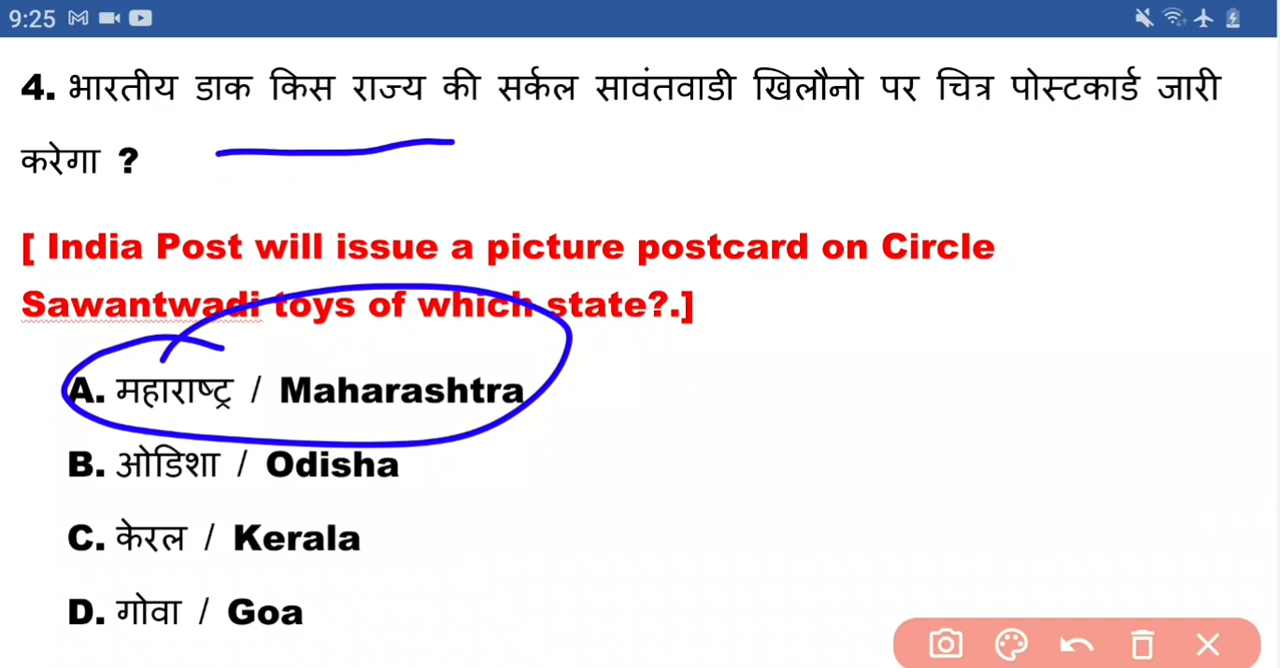 9:25
4. भारतीय डाक किस राज्य की सर्कल सावंतवाडी खिलौनो पर चित्र पोस्टकार्ड जारी
करेगा ?
[ India Post will issue a picture postcard on Circle
Sawantwadi toys of which state?.]
A. महाराष्ट्र / Maharashtra
B. ओडिशा / Odisha
C. केरल / Kerala
D. गोवा / Goa